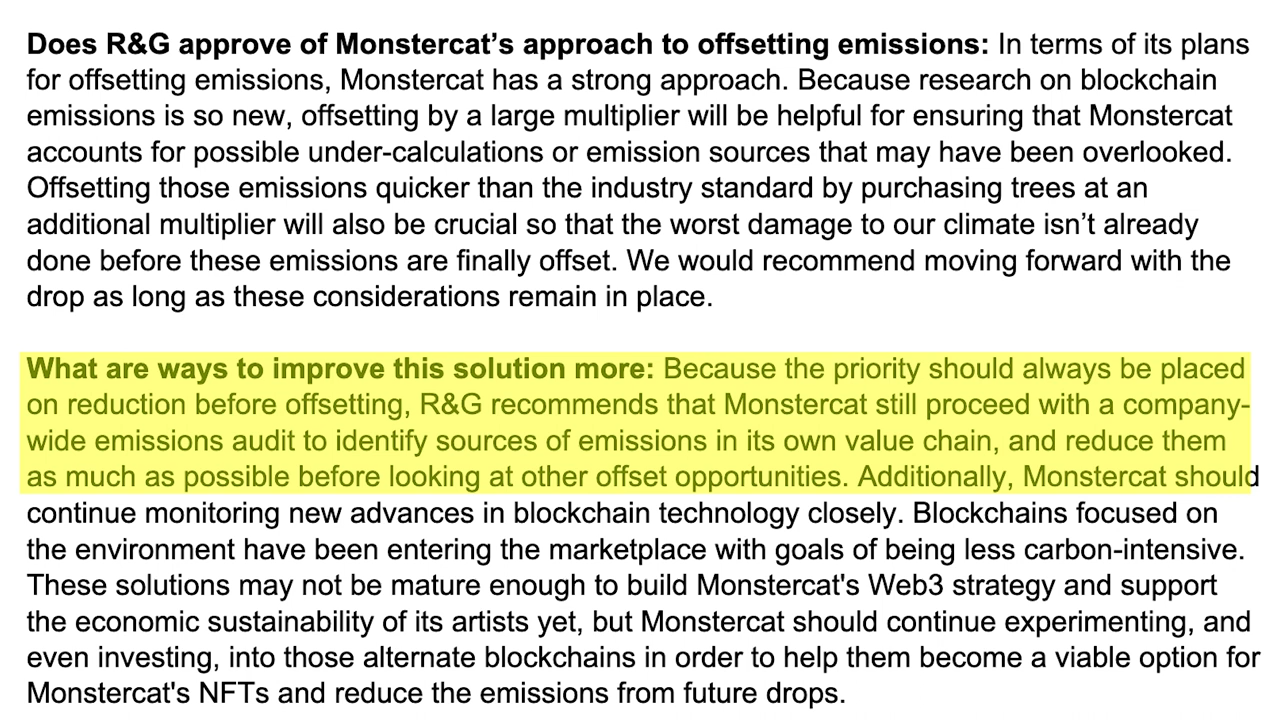 Does R&G approve of Monstercat’s approach to offsetting emissions: In terms of its plans
for offsetting emissions, Monstercat has a strong approach. Because research on blockchain
emissions is so new, offsetting by a large multiplier will be helpful for ensuring that Monstercat
accounts for possible under-calculations or emission sources that may have been overlooked.
Offsetting those emissions quicker than the industry standard by purchasing trees at an
additional multiplier will also be crucial so that the worst damage to our climate isn’t already
done before these emissions are finally offset. We would recommend moving forward with the
drop as long as these considerations remain in place.
What are ways to improve this solution more: Because the priority should always be placed
on reduction before offsetting, R&G recommends that Monstercat still proceed with a company-
wide emissions audit to identify sources of emissions in its own value chain, and reduce them
as much as possible before looking at other offset opportunities. Additionally, Monstercat should
continue monitoring new advances in blockchain technology closely. Blockchains focused on
the environment have been entering the marketplace with goals of being less carbon-intensive.
These solutions may not be mature enough to build Monstercat's Web3 strategy and support
the economic sustainability of its artists yet, but Monstercat should continue experimenting, and
even investing, into those alternate blockchains in order to help them become a viable option for
Monstercat's NFTs and reduce the emissions from future drops.